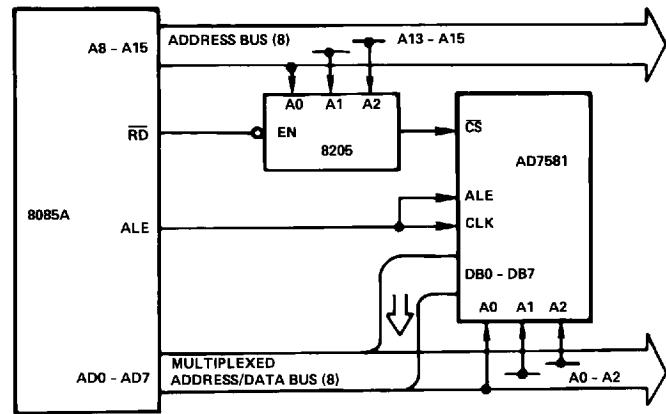 A8 – A15
ADDRESS BUS (8)
A13 – A15
A0 A1 A2
RD
EN
8205
CS
AD7581
8085A
ALE
ALE
CLK
DB0 – DB7
A0 A1 A2
MULTIPLEXED
ADDRESS/DATA BUS (8)
AD0 – AD7
A0 – A2